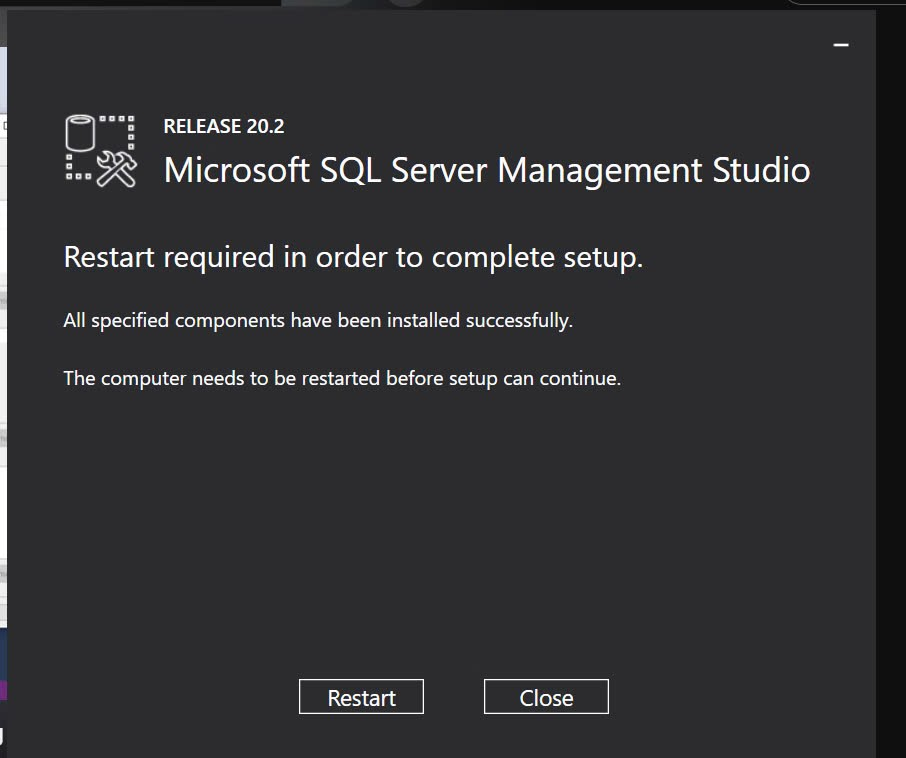 RELEASE 20.2
Microsoft SQL Server Management Studio
Restart required in order to complete setup.
All specified components have been installed successfully.
The computer needs to be restarted before setup can continue.
Restart
Close